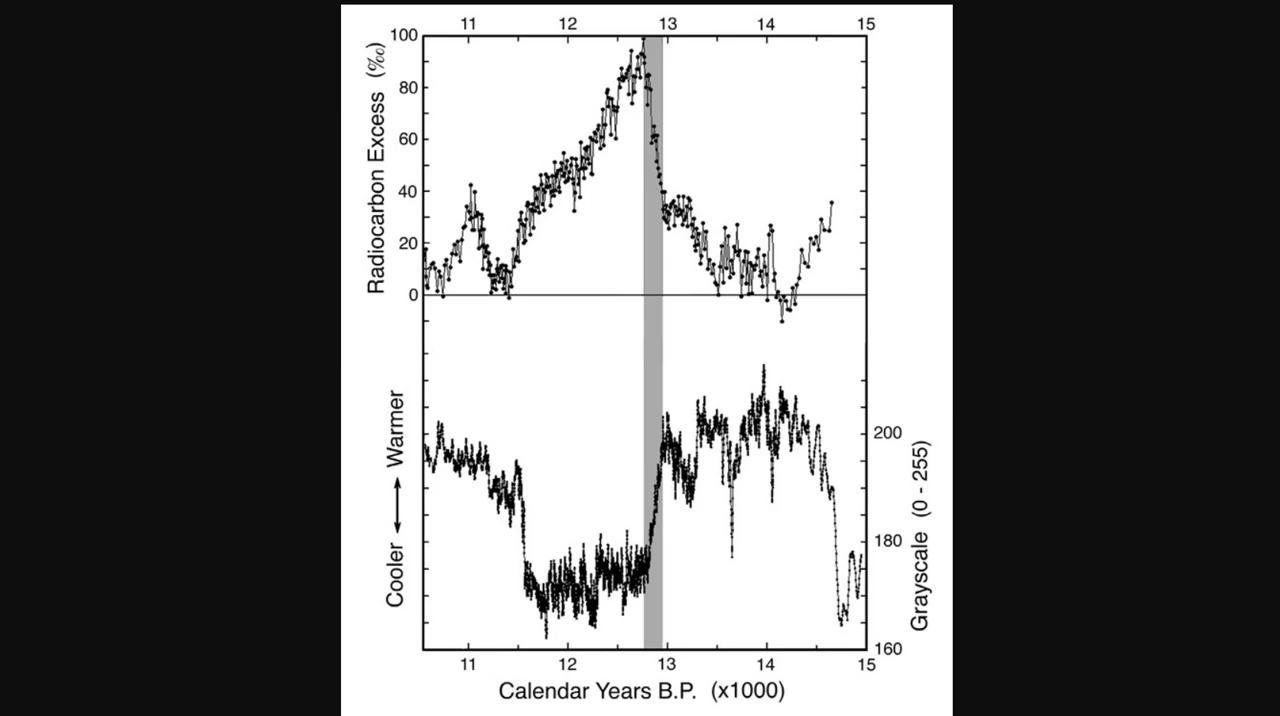 11 12 13 14 15
100
80
60
40
20
0
Radiocarbon Excess (‰)
Cooler ↔ Warmer
200
180
160
Grayscale (0 - 255)
11 12 13 14 15
Calendar Years B.P. (x1000)